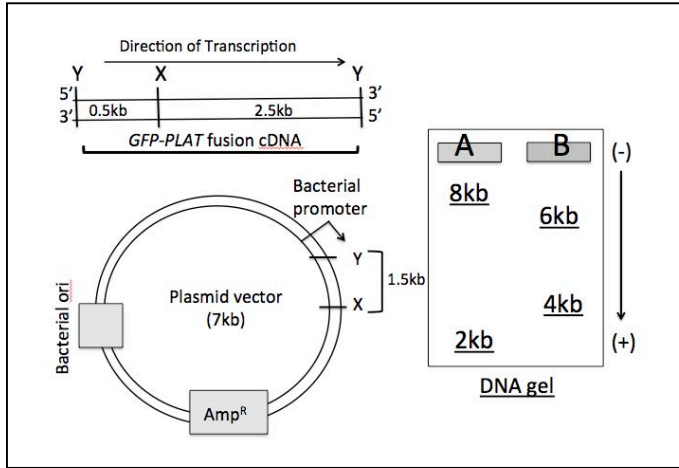 Direction of Transcription
Y X Y
5’ 3’
0.5kb 2.5kb
3’ 5’
GFP-PLAT fusion cDNA
Bacterial
promoter
Y
1.5kb
X
Plasmid vector
(7kb)
Bacterial ori
Ampᴿ
A B (-)
8kb
6kb
4kb
2kb
(+)
DNA gel